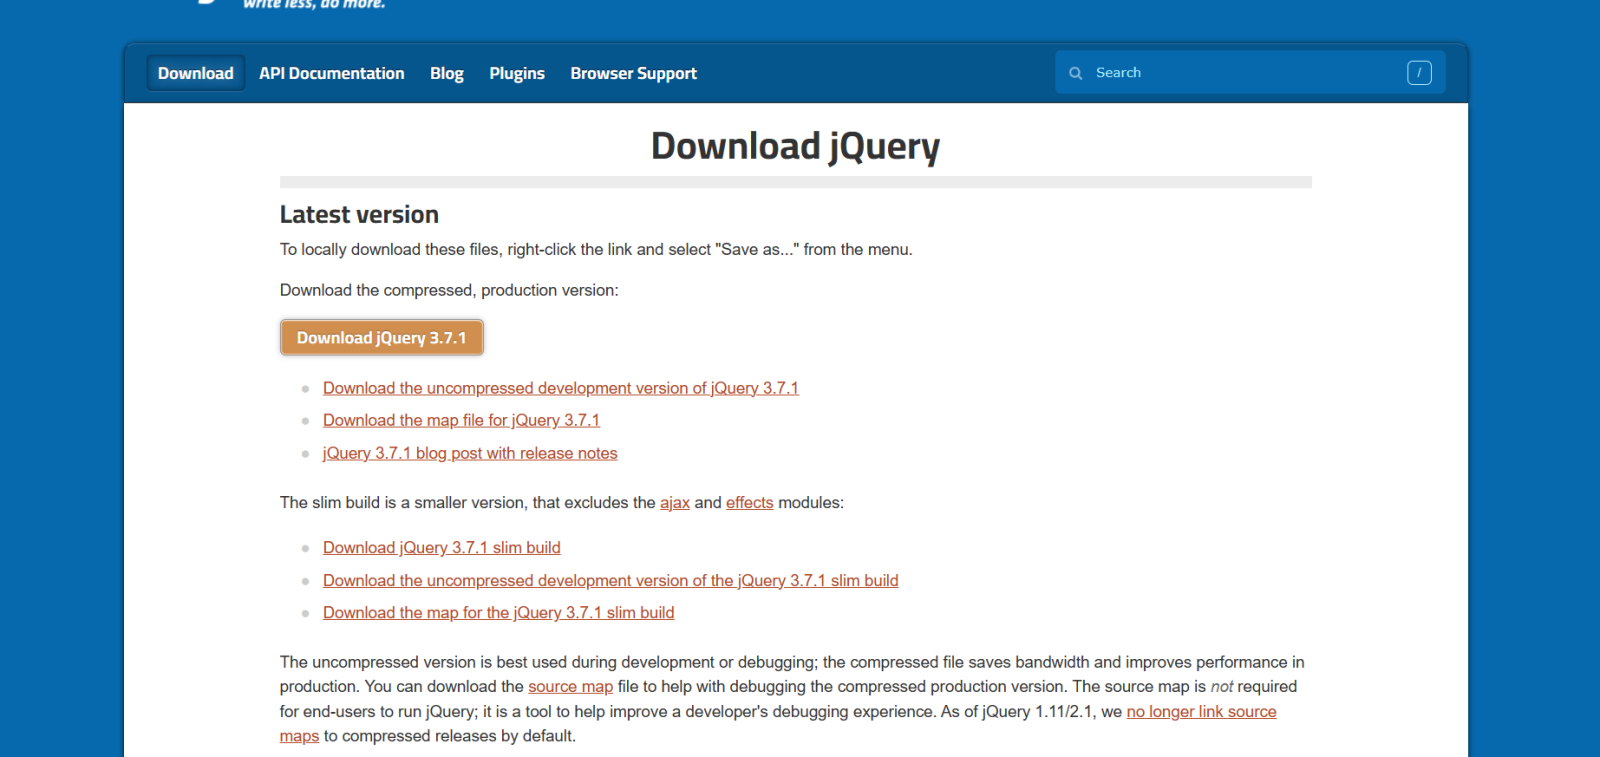 write less, do more.
Download API Documentation Blog Plugins Browser Support Search /
Download jQuery
Latest version
To locally download these files, right-click the link and select "Save as..." from the menu.
Download the compressed, production version:
Download jQuery 3.7.1
Download the uncompressed development version of jQuery 3.7.1
Download the map file for jQuery 3.7.1
jQuery 3.7.1 blog post with release notes
The slim build is a smaller version, that excludes the ajax and effects modules:
Download jQuery 3.7.1 slim build
Download the uncompressed development version of the jQuery 3.7.1 slim build
Download the map for the jQuery 3.7.1 slim build
The uncompressed version is best used during development or debugging; the compressed file saves bandwidth and improves performance in
production. You can download the source map file to help with debugging the compressed production version. The source map is not required
for end-users to run jQuery; it is a tool to help improve a developer's debugging experience. As of jQuery 1.11/2.1, we no longer link source
maps to compressed releases by default.